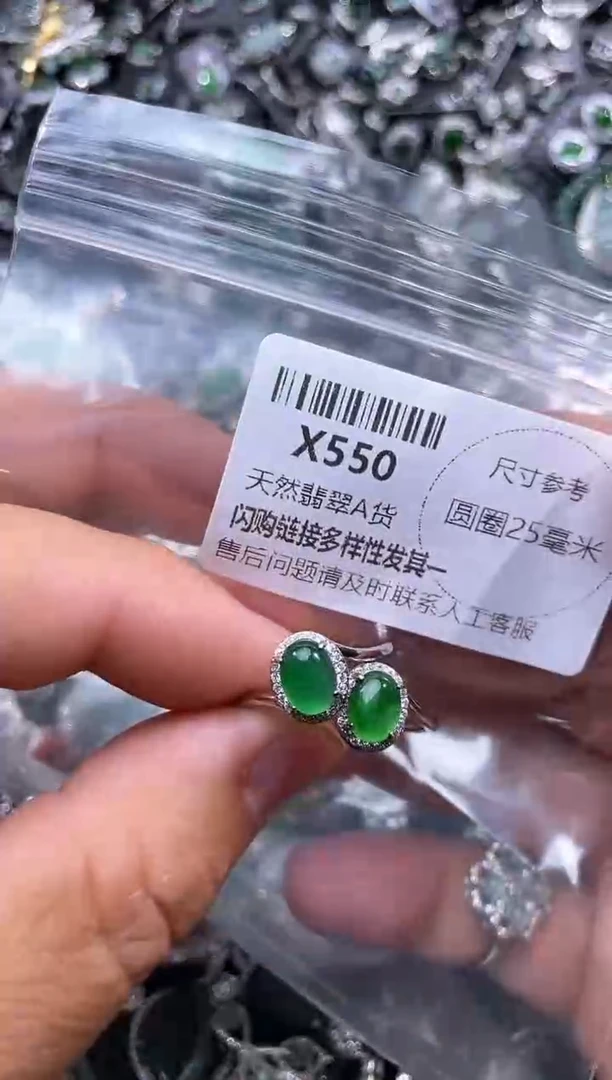 X550
天然翡翠A货
闪购链接多样性发其一
售后问题请及时联系人工客服
尺寸参考
圆圈25毫米